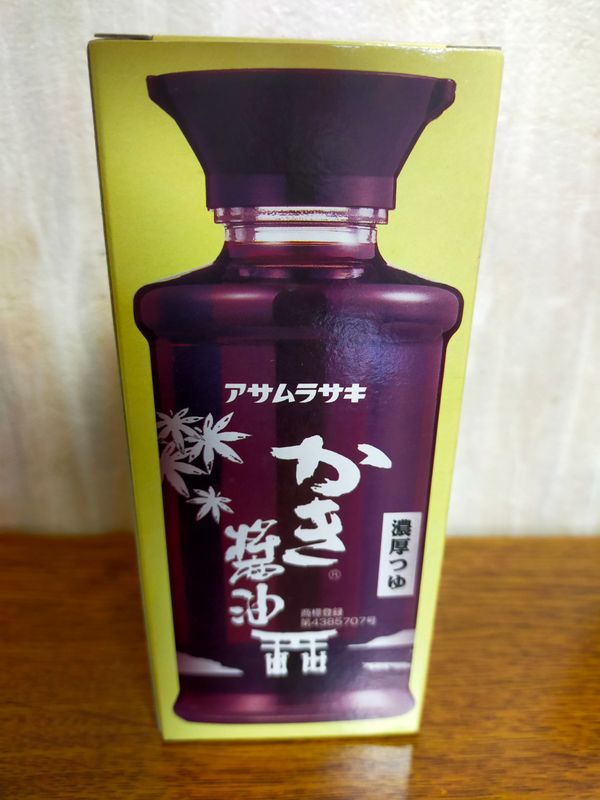 アサムラサキ
かき
醬油
®
濃厚つゆ
商標登録
第4385707号